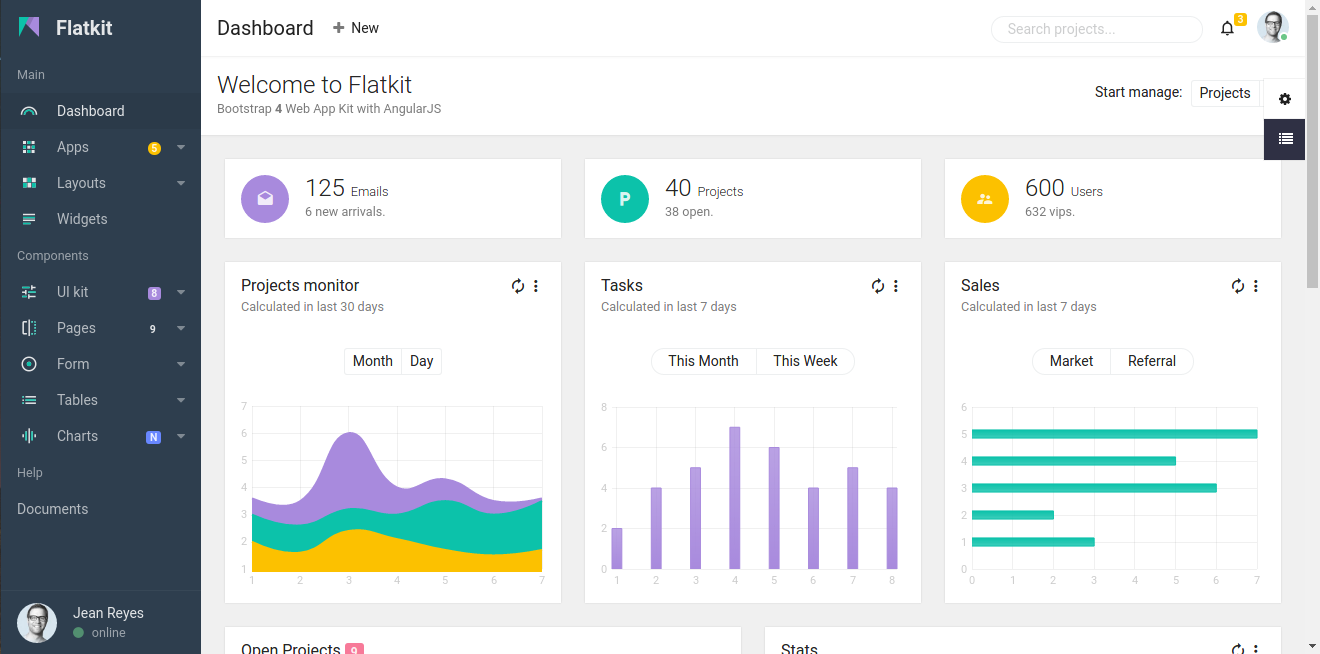 Flatkit
Main
Dashboard
Apps 5
Layouts
Widgets
Components
UI kit 8
Pages 9
Form
Tables
Charts N
Help
Documents
Jean Reyes
online
Dashboard + New
Search projects...
3
Welcome to Flatkit
Bootstrap 4 Web App Kit with AngularJS
Start manage: Projects
125 Emails
6 new arrivals.
P
40 Projects
38 open.
600 Users
632 vips.
Projects monitor
Calculated in last 30 days
Month Day
7
6
5
4
3
2
1
1 2 3 4 5 6 7
Tasks
Calculated in last 7 days
This Month This Week
8
6
4
2
0
1 2 3 4 5 6 7 8
Sales
Calculated in last 7 days
Market Referral
6
5
4
3
2
1
0
0 1 2 3 4 5 6 7
Open Projects 9
Stats